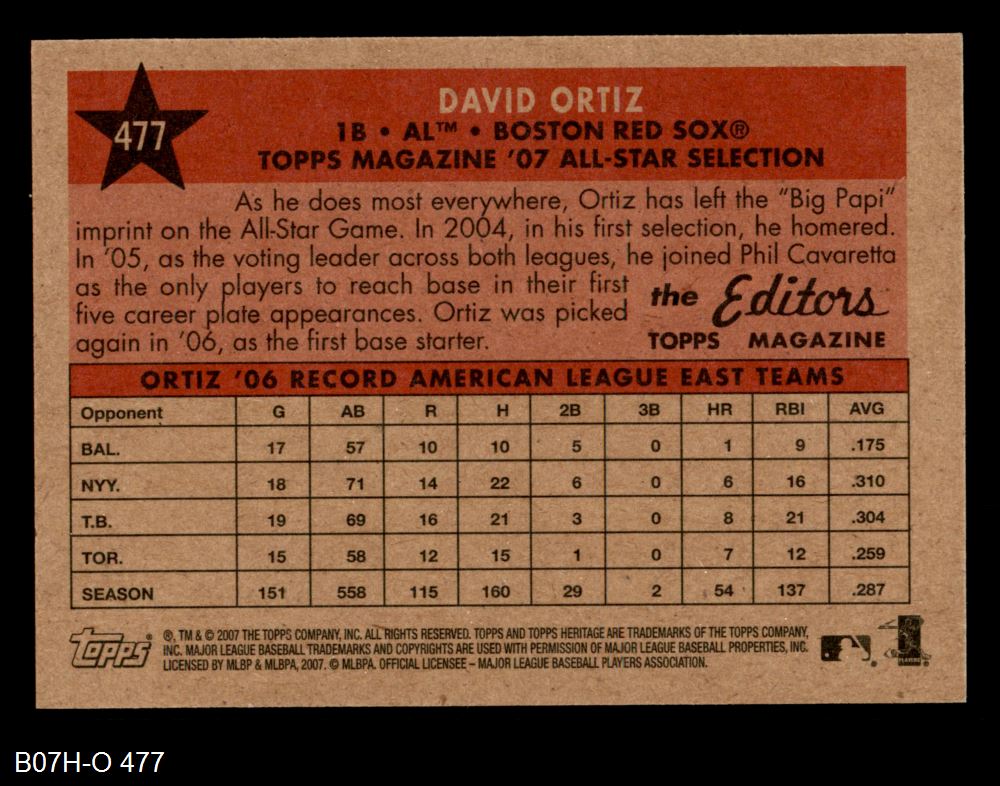 477
DAVID ORTIZ
1B • AL™ • BOSTON RED SOX®
TOPPS MAGAZINE '07 ALL-STAR SELECTION
As he does most everywhere, Ortiz has left the "Big Papi"
imprint on the All-Star Game. In 2004, in his first selection, he homered.
In '05, as the voting leader across both leagues, he joined Phil Cavaretta
as the only players to reach base in their first
five career plate appearances. Ortiz was picked
again in '06, as the first base starter.
the Editors
TOPPS MAGAZINE
ORTIZ '06 RECORD AMERICAN LEAGUE EAST TEAMS
Opponent G AB R H 2B 3B HR RBI AVG
BAL. 17 57 10 10 5 0 1 9 .175
NYY. 18 71 14 22 6 0 6 16 .310
T.B. 19 69 16 21 3 0 8 21 .304
TOR. 15 58 12 15 1 0 7 12 .259
SEASON 151 558 115 160 29 2 54 137 .287
topps®
®, TM & © 2007 THE TOPPS COMPANY, INC. ALL RIGHTS RESERVED. TOPPS AND TOPPS HERITAGE ARE TRADEMARKS OF THE TOPPS COMPANY,
INC. MAJOR LEAGUE BASEBALL TRADEMARKS AND COPYRIGHTS ARE USED WITH PERMISSION OF MAJOR LEAGUE BASEBALL PROPERTIES, INC.
LICENSED BY MLBP & MLBPA, 2007. © MLBPA. OFFICIAL LICENSEE – MAJOR LEAGUE BASEBALL PLAYERS ASSOCIATION.
PLAYERS
B07H-O 477